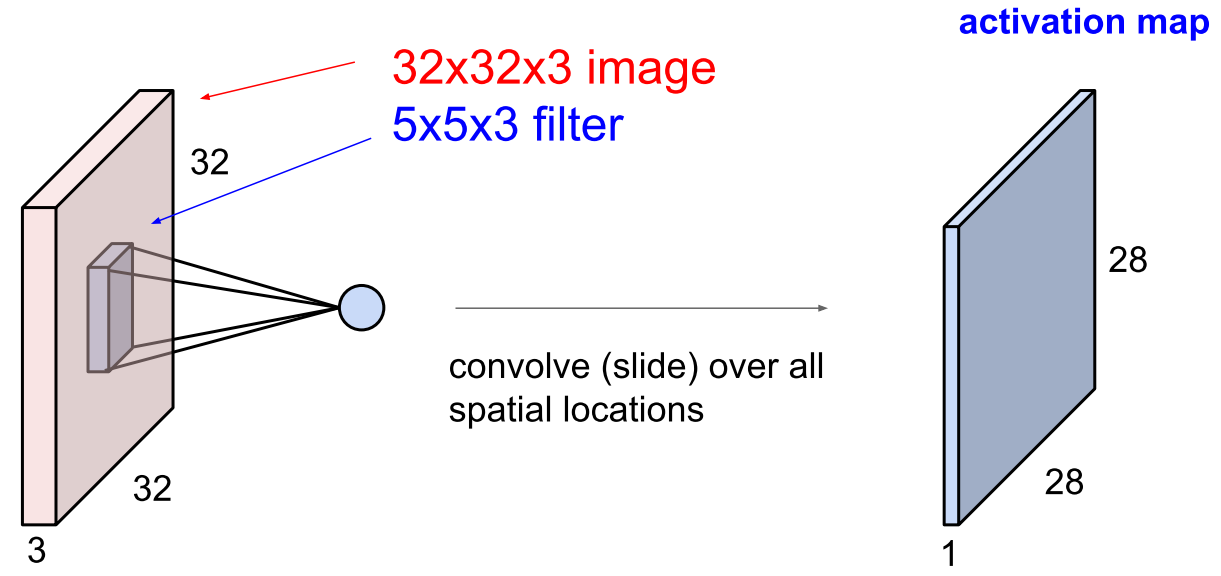 activation map
32x32x3 image
5x5x3 filter
32
32
3
convolve (slide) over all
spatial locations
28
28
1